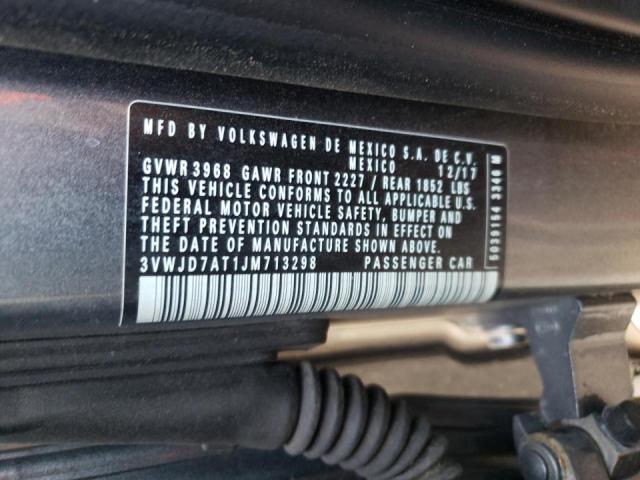 MFD BY VOLKSWAGEN DE MEXICO S.A. DE C.V.
MEXICO 12/17
GVWR 3968 GAWR FRONT 2227 / REAR 1852 LBS
THIS VEHICLE CONFORMS TO ALL APPLICABLE U.S.
FEDERAL MOTOR VEHICLE SAFETY, BUMPER AND
THEFT PREVENTION STANDARDS IN EFFECT ON
THE DATE OF MANUFACTURE SHOWN ABOVE.
3VWJD7AT1JM713298 PASSENGER CAR